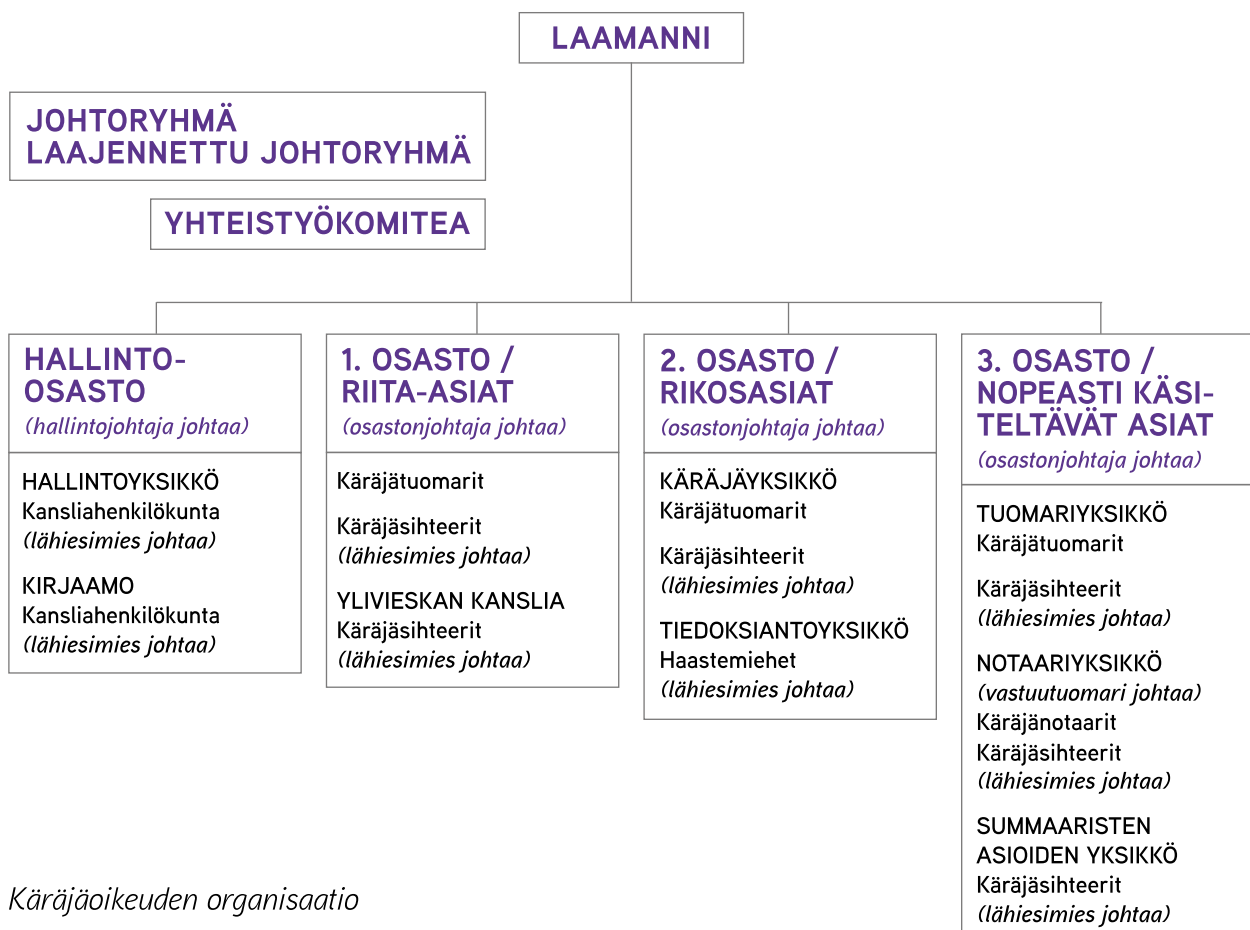 LAAMANNI
JOHTORYHMÄ
LAAJENNETTU JOHTORYHMÄ
YHTEISTYÖKOMITEA
HALLINTO-
OSASTO
(hallintojohtaja johtaa)
HALLINTOYKSIKKÖ
Kansliahenkilökunta
(lähiesimies johtaa)
KIRJAAMO
Kansliahenkilökunta
(lähiesimies johtaa)
1. OSASTO /
RIITA-ASIAT
(osastonjohtaja johtaa)
Käräjätuomarit
Käräjäsihteerit
(lähiesimies johtaa)
YLIVIESKAN KANSLIA
Käräjäsihteerit
(lähiesimies johtaa)
2. OSASTO /
RIKOSASIAT
(osastonjohtaja johtaa)
KÄRÄJÄYKSIKKÖ
Käräjätuomarit
Käräjäsihteerit
(lähiesimies johtaa)
TIEDOKSIANTOYKSIKKÖ
Haastemiehet
(lähiesimies johtaa)
3. OSASTO /
NOPEASTI KÄSI-
TELTÄVÄT ASIAT
(osastonjohtaja johtaa)
TUOMARIYKSIKKÖ
Käräjätuomarit
Käräjäsihteerit
(lähiesimies johtaa)
NOTAARIYKSIKKÖ
(vastuutuomari johtaa)
Käräjänotaarit
Käräjäsihteerit
(lähiesimies johtaa)
SUMMAARISTEN
ASIOIDEN YKSIKKÖ
Käräjäsihteerit
(lähiesimies johtaa)
Käräjäoikeuden organisaatio